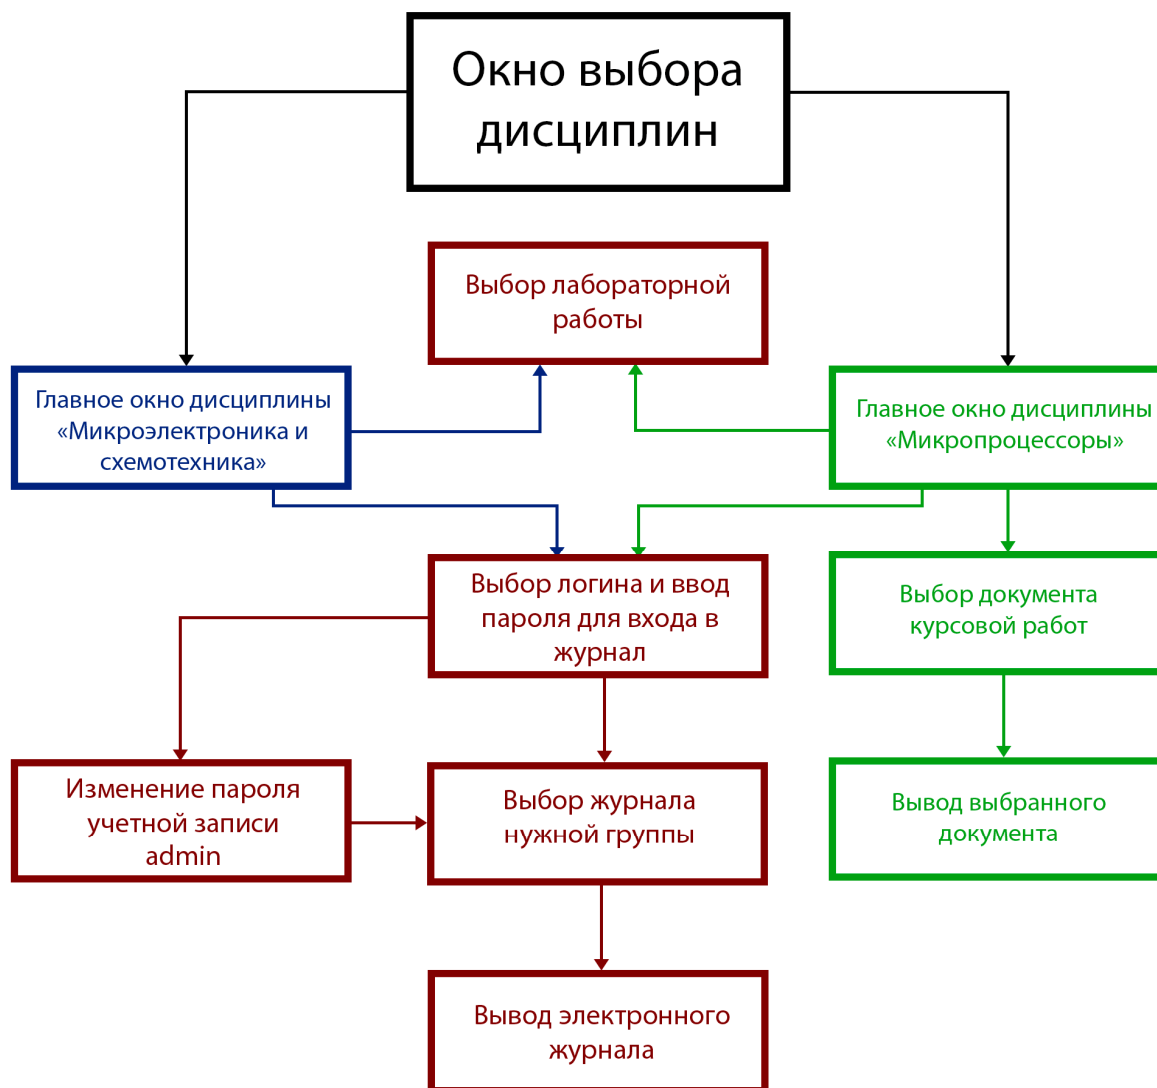 Окно выбора
дисциплин
Выбор лабораторной
работы
Главное окно дисциплины
«Микроэлектроника и
схемотехника»
Главное окно дисциплины
«Микропроцессоры»
Выбор логина и ввод
пароля для входа в
журнал
Выбор документа
курсовой работ
Изменение пароля
учетной записи
admin
Выбор журнала
нужной группы
Вывод выбранного
документа
Вывод электронного
журнала